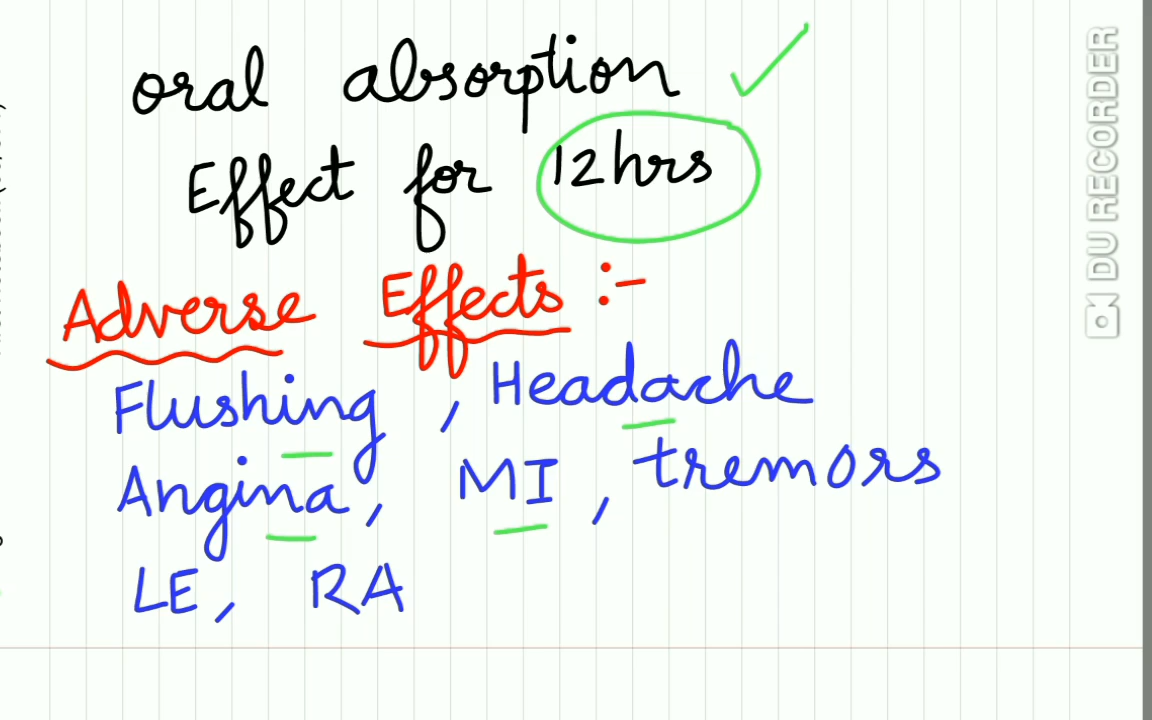 oral absorption
Effect for 12hrs
Adverse Effects :-
Flushing , Headache
Angina, MI , tremors
LE, RA
DU RECORDER